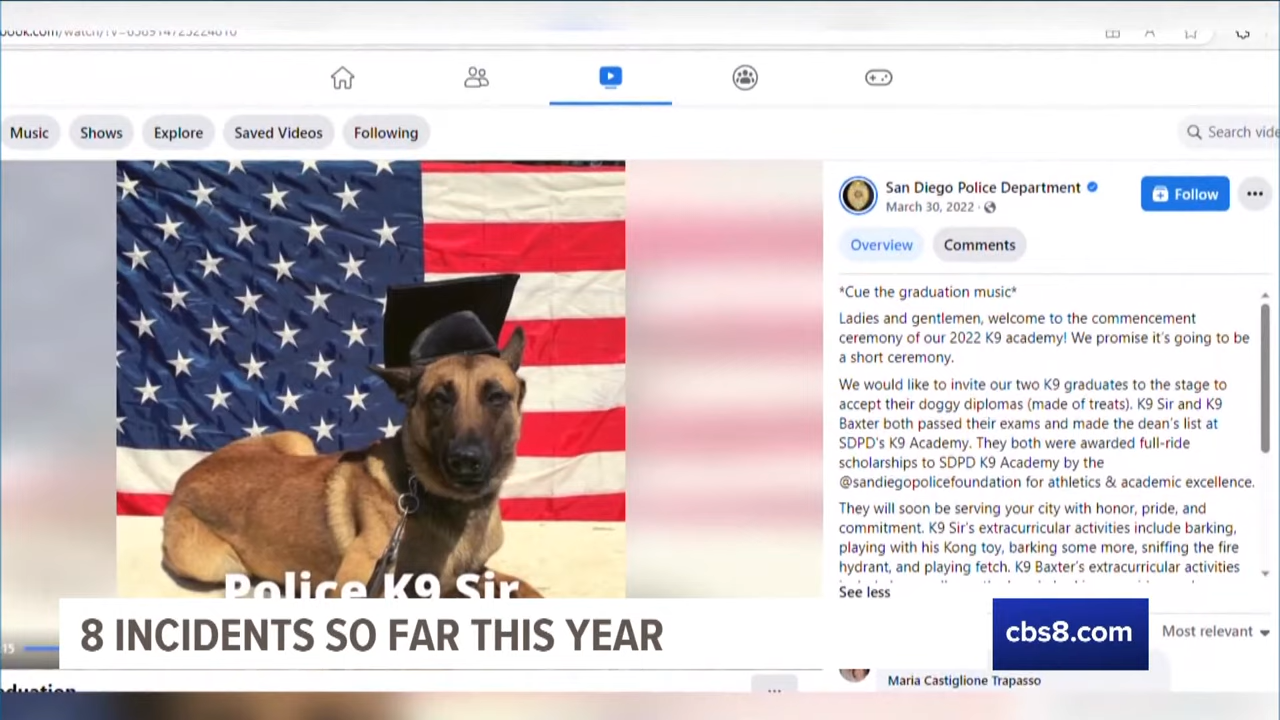 Music
Shows
Explore
Saved Videos
Following
Search vide
San Diego Police Department
March 30, 2022 ·
Follow
Overview
Comments
*Cue the graduation music*
Ladies and gentlemen, welcome to the commencement
ceremony of our 2022 K9 academy! We promise it's going to be
a short ceremony.
We would like to invite our two K9 graduates to the stage to
accept their doggy diplomas (made of treats). K9 Sir and K9
Baxter both passed their exams and made the dean's list at
SDPD's K9 Academy. They both were awarded full-ride
scholarships to SDPD K9 Academy by the
@sandiegopolicefoundation for athletics & academic excellence.
They will soon be serving your city with honor, pride, and
commitment. K9 Sir's extracurricular activities include barking,
playing with his Kong toy, barking some more, sniffing the fire
hydrant, and playing fetch. K9 Baxter's extracurricular activities
See less
Police K9 Sir
8 INCIDENTS SO FAR THIS YEAR
cbs8.com
Most relevant
Maria Castiglione Trapasso